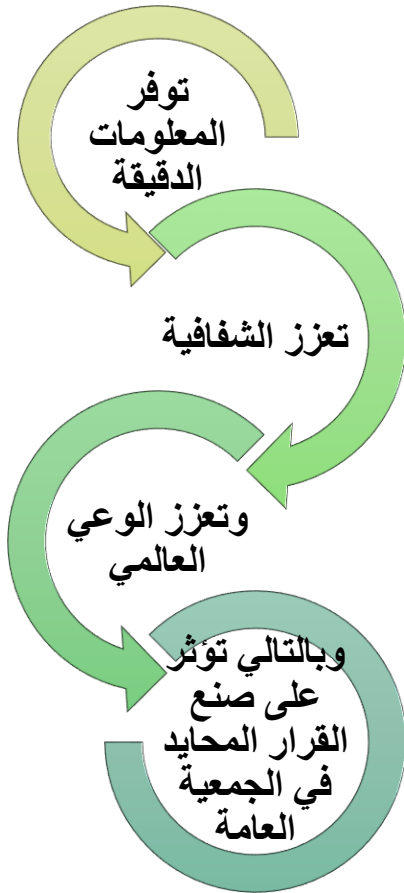 توفر
المعلومات
الدقيقة
تعزز الشفافية
وتعزز الوعي
العالمي
وبالتالي تؤثر
على صنع
القرار المحايد
في الجمعية
العامة